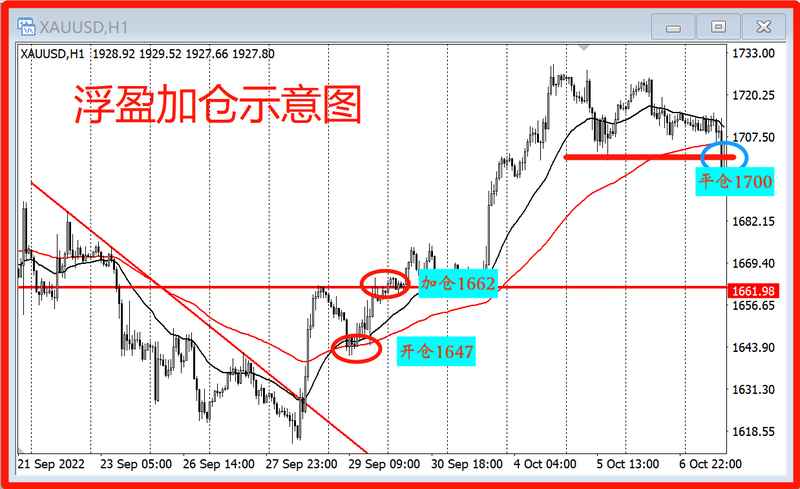 XAUUSD,H1
XAUUSD,H1 1928.92 1929.52 1927.66 1927.80
浮盈加仓示意图
1733.00
1720.25
1707.50
平仓1700
1682.15
1669.40
加仓1662
1661.98
1656.65
开仓1647
1643.90
1631.30
1618.55
21 Sep 2022
23 Sep 05:00
26 Sep 14:00
27 Sep 23:00
29 Sep 09:00
30 Sep 18:00
4 Oct 04:00
5 Oct 13:00
6 Oct 22:00